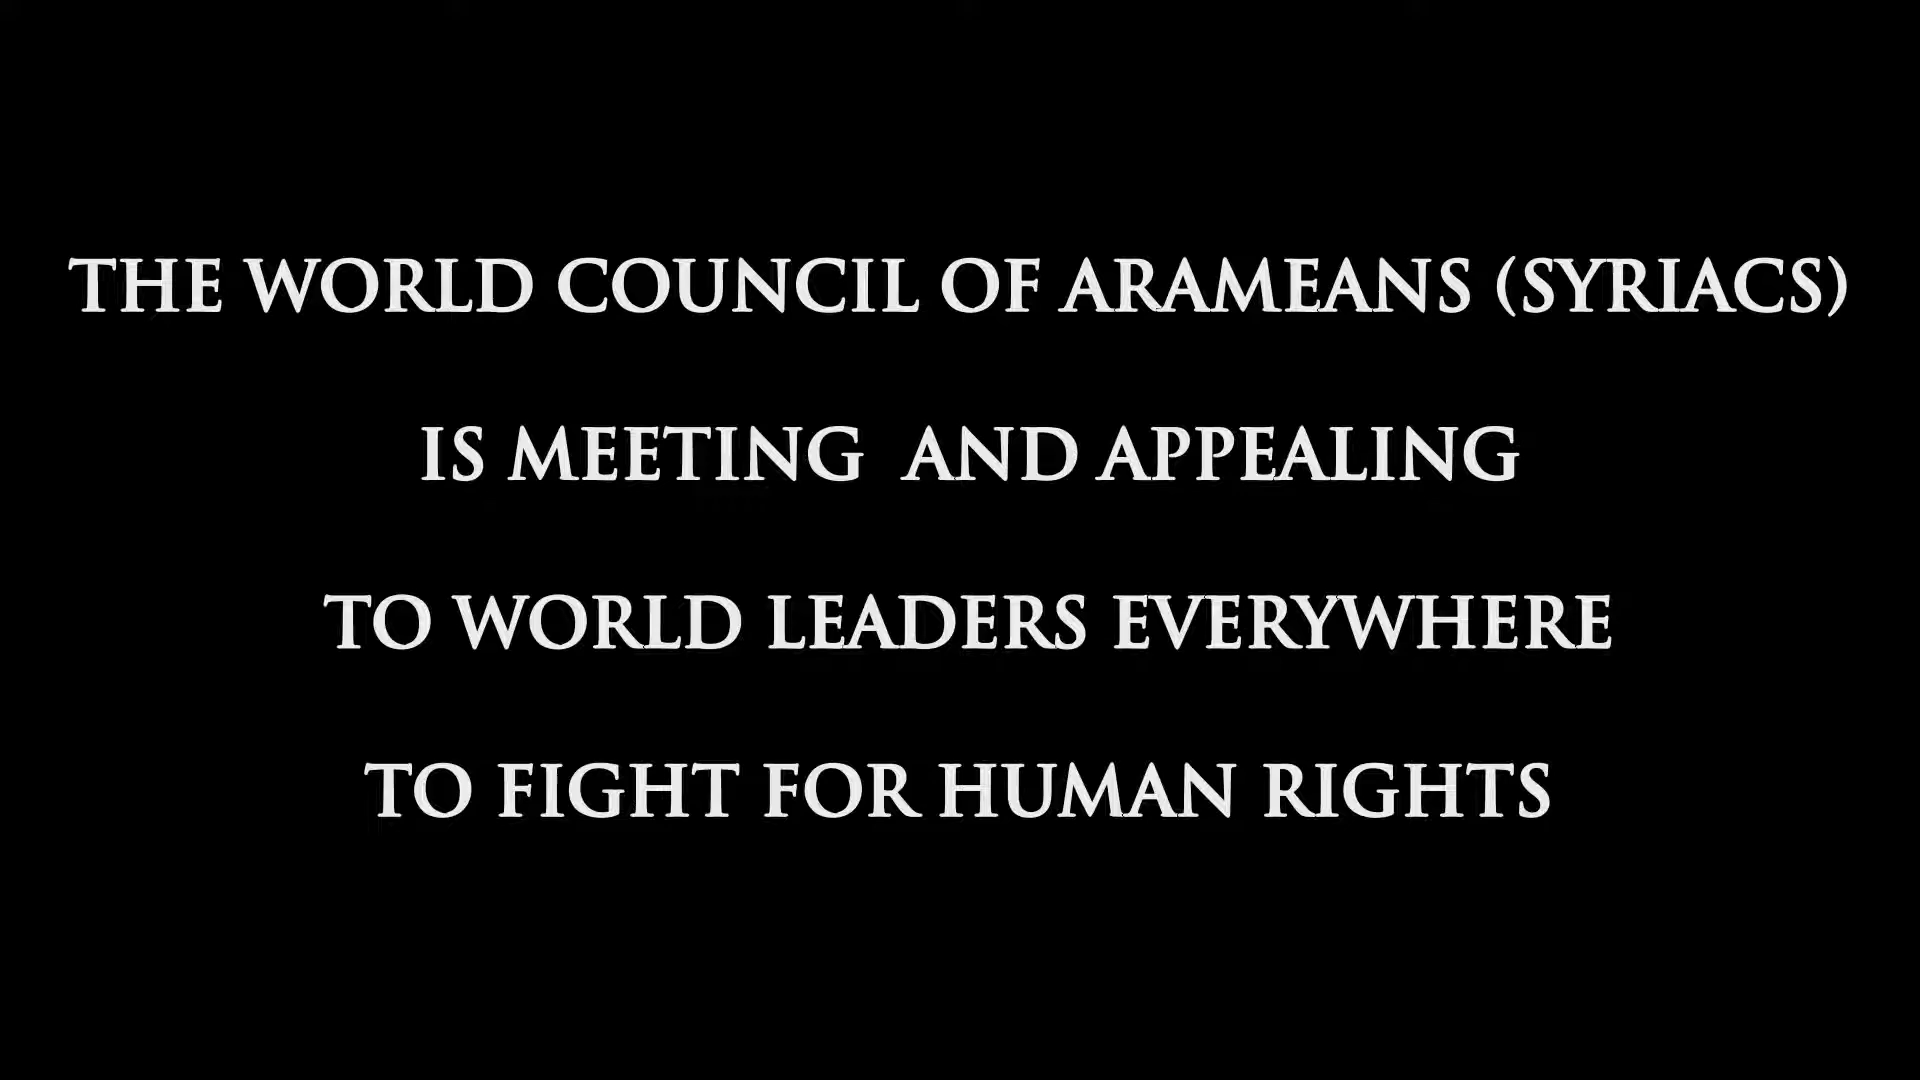 THE WORLD COUNCIL OF ARAMEANS (SYRIACS)
IS MEETING  AND APPEALING
TO WORLD LEADERS EVERYWHERE
TO FIGHT FOR HUMAN RIGHTS